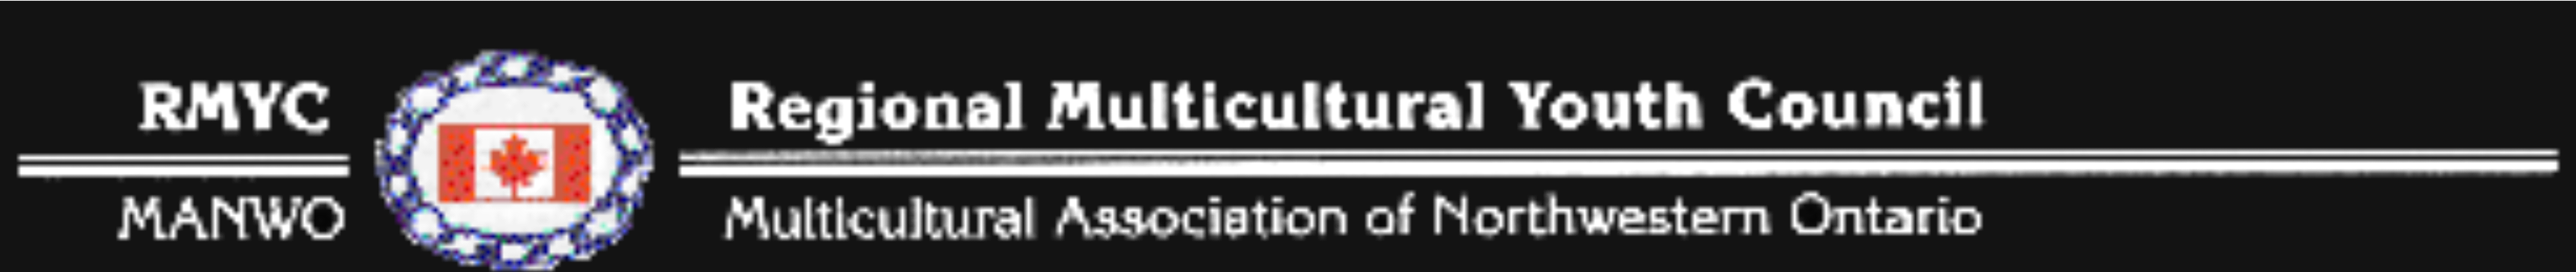 RMYC
MANWO
Regional Multicultural Youth Council
Multicultural Association of Northwestern Ontario